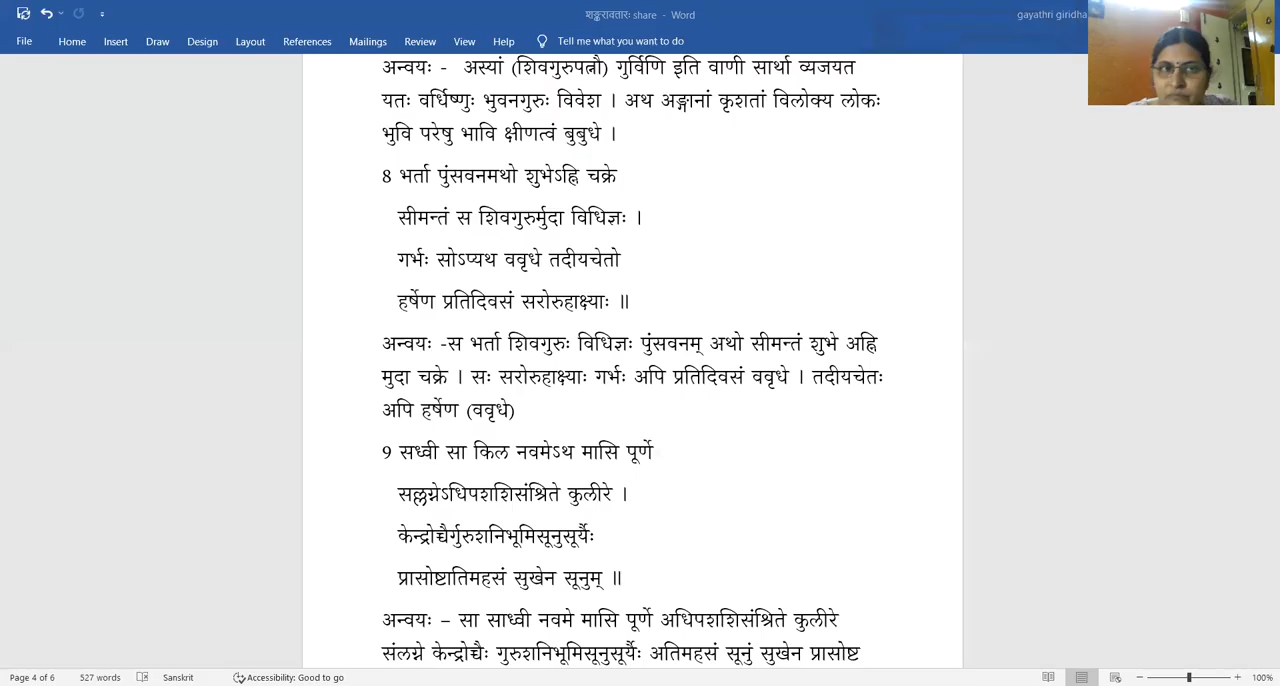 शङ्करावतारः share - Word
gayathri giridha
File Home Insert Draw Design Layout References Mailings Review View Help Tell me what you want to do
अन्वयः - अस्यां (शिवगुरुपत्नौ) गुर्विणि इति वाणी सार्था व्यजयत
यतः वर्धिष्णुः भुवनगुरुः विवेश । अथ अङ्गानां कृशतां विलोक्य लोकः
भुवि परेषु भावि क्षीणत्वं बुबुधे ।
8 भर्ता पुंसवनमथो शुभेऽह्नि चक्रे
सीमन्तं स शिवगुरुर्मुदा विधिज्ञः ।
गर्भः सोऽप्यथ ववृधे तदीयचेतो
हर्षेण प्रतिदिवसं सरोरुहाक्ष्याः ॥
अन्वयः -स भर्ता शिवगुरुः विधिज्ञः पुंसवनम् अथो सीमन्तं शुभे अह्नि
मुदा चक्रे । सः सरोरुहाक्ष्याः गर्भः अपि प्रतिदिवसं ववृधे । तदीयचेतः
अपि हर्षेण (ववृधे)
9 सध्वी सा किल नवमेऽथ मासि पूर्णे
सल्लग्नेऽधिपशशिसंश्रिते कुलीरे ।
केन्द्रोच्चैर्गुरुशनिभूमिसूनुसूर्यैः
प्रासोष्टातिमहसं सुखेन सूनुम् ॥
अन्वयः – सा साध्वी नवमे मासि पूर्णे अधिपशशिसंश्रिते कुलीरे
संलग्ने केन्द्रोच्चैः गुरुशनिभूमिसूनुसूर्यैः अतिमहसं सूनुं सुखेन प्रासोष्ट
Page 4 of 6 527 words Sanskrit Accessibility: Good to go 100%